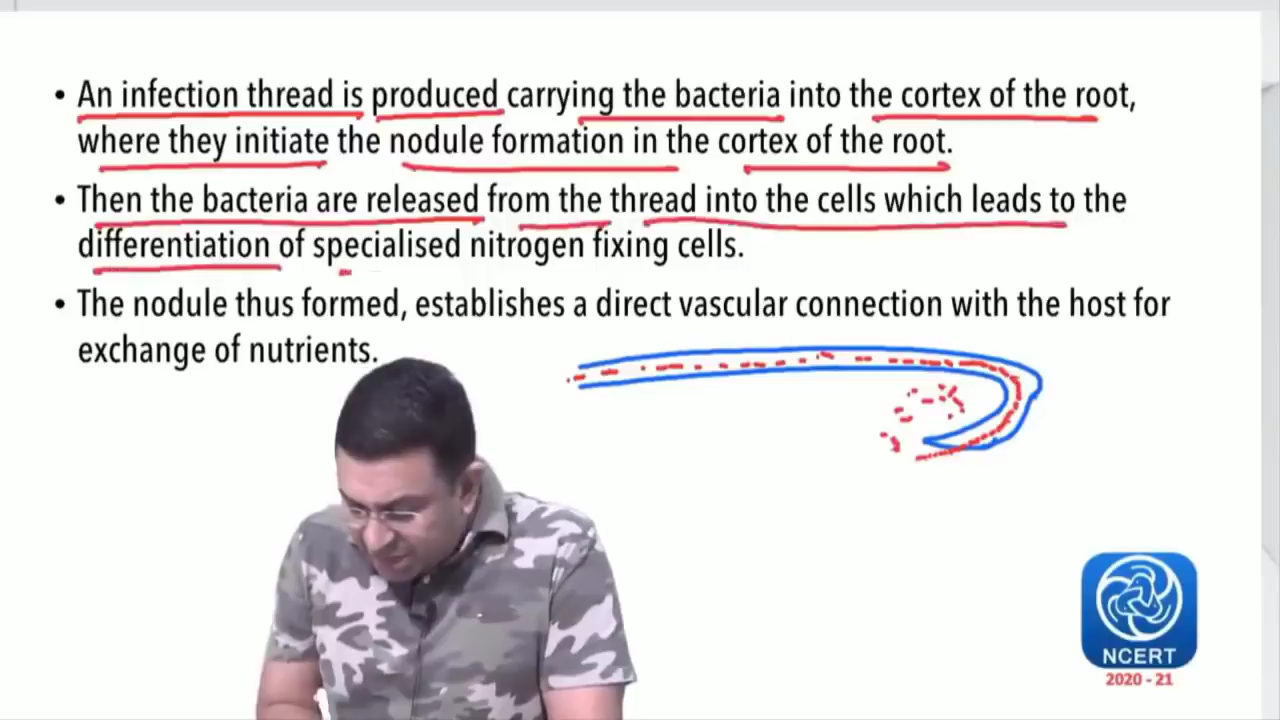 • An infection thread is produced carrying the bacteria into the cortex of the root,
where they initiate the nodule formation in the cortex of the root.
• Then the bacteria are released from the thread into the cells which leads to the
differentiation of specialised nitrogen fixing cells.
• The nodule thus formed, establishes a direct vascular connection with the host for
exchange of nutrients.
NCERT
2020 - 21